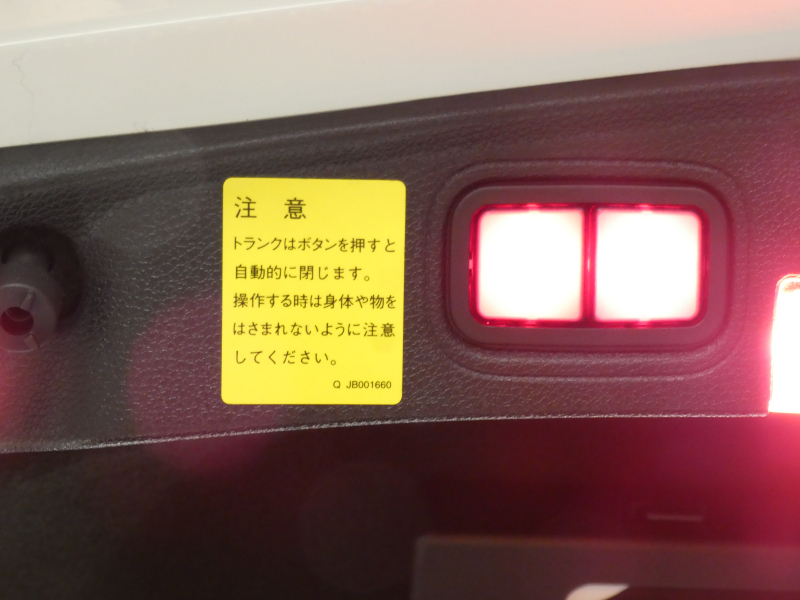 注 意
トランクはボタンを押すと
自動的に閉じます。
操作する時は身体や物を
はさまれないように注意
してください。
Q JB001660